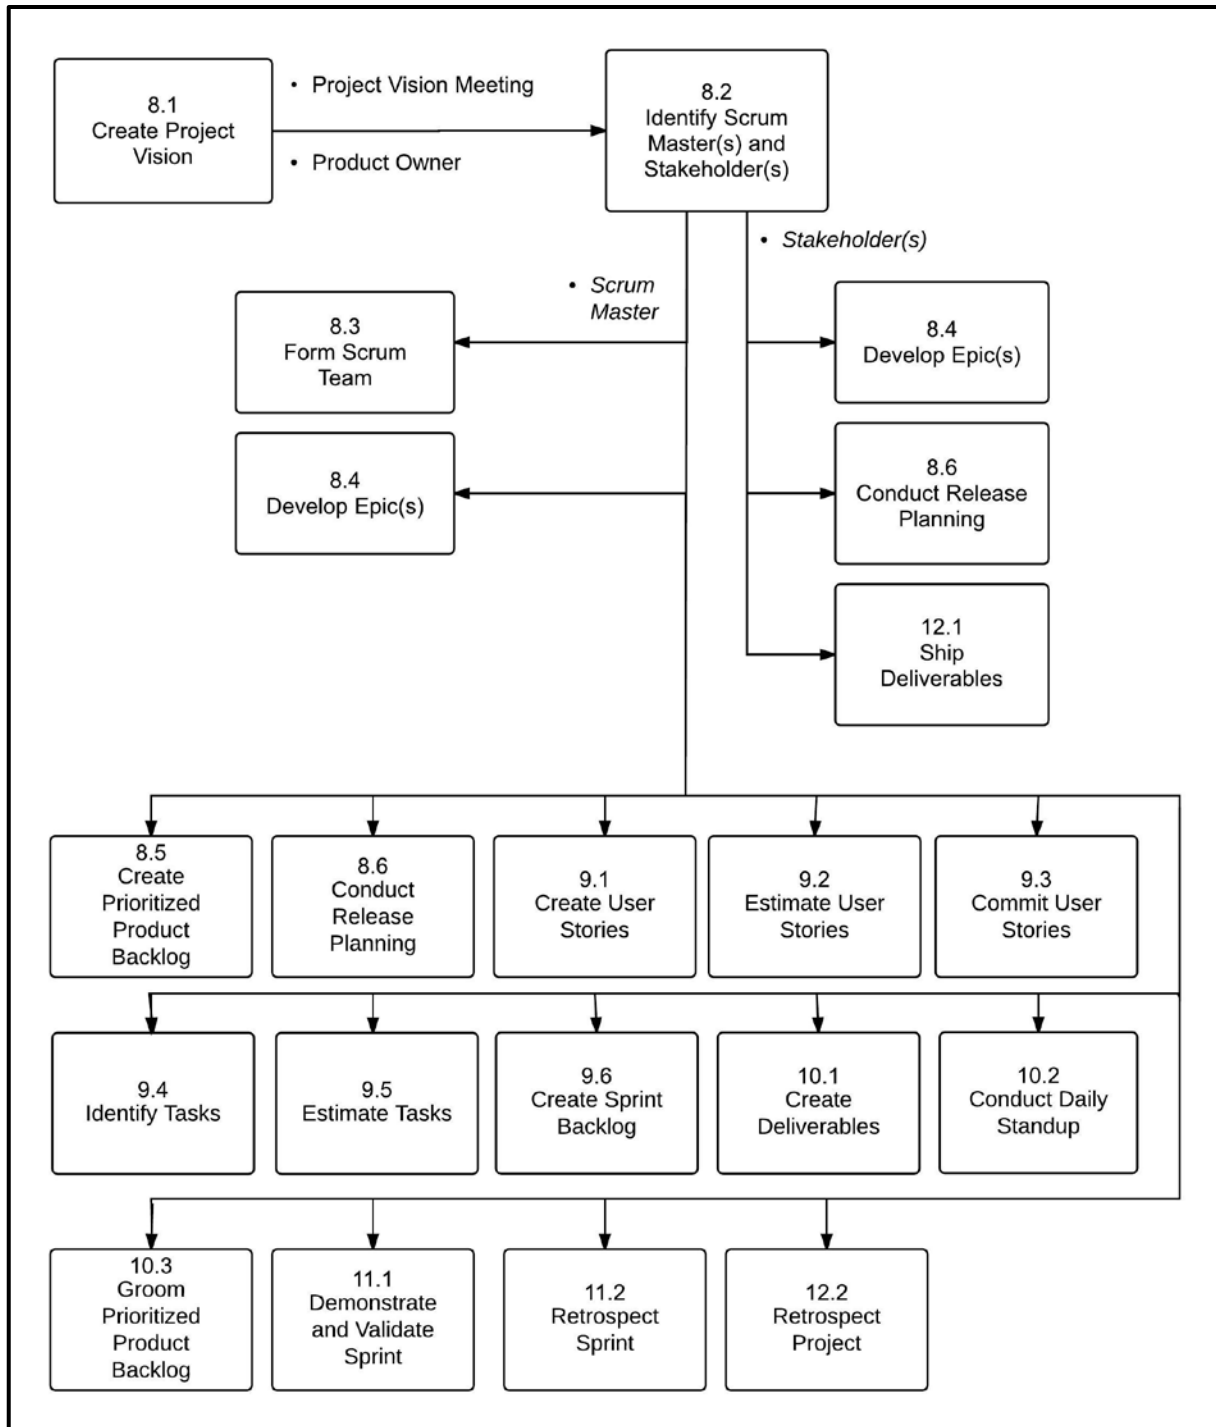 8.1
Create Project
Vision
• Project Vision Meeting
• Product Owner
8.2
Identify Scrum
Master(s) and
Stakeholder(s)
• Stakeholder(s)
• Scrum
Master
8.3
Form Scrum
Team
8.4
Develop Epic(s)
8.4
Develop Epic(s)
8.6
Conduct Release
Planning
12.1
Ship
Deliverables
8.5
Create
Prioritized
Product
Backlog
8.6
Conduct
Release
Planning
9.1
Create User
Stories
9.2
Estimate User
Stories
9.3
Commit User
Stories
9.4
Identify Tasks
9.5
Estimate Tasks
9.6
Create Sprint
Backlog
10.1
Create
Deliverables
10.2
Conduct Daily
Standup
10.3
Groom
Prioritized
Product
Backlog
11.1
Demonstrate
and Validate
Sprint
11.2
Retrospect
Sprint
12.2
Retrospect
Project